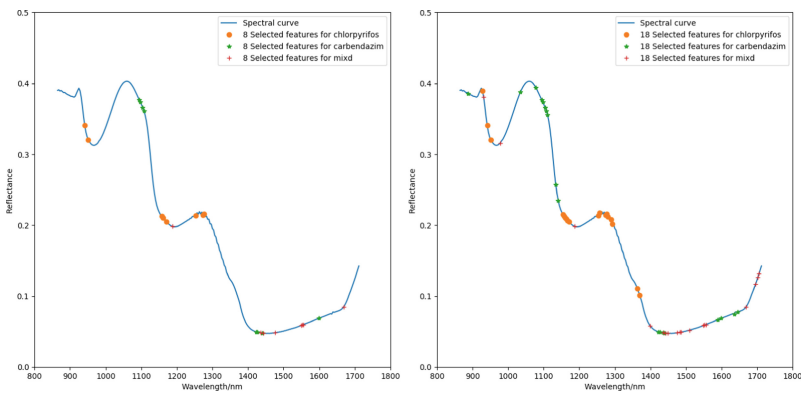 0.5
0.4
0.3
0.2
0.1
0.0
Reflectance
800 900 1000 1100 1200 1300 1400 1500 1600 1700 1800
Wavelength/nm
Spectral curve
8 Selected features for chlorpyrifos
8 Selected features for carbendazim
8 Selected features for mixd
0.5
0.4
0.3
0.2
0.1
0.0
Reflectance
800 900 1000 1100 1200 1300 1400 1500 1600 1700 1800
Wavelength/nm
Spectral curve
18 Selected features for chlorpyrifos
18 Selected features for carbendazim
18 Selected features for mixd